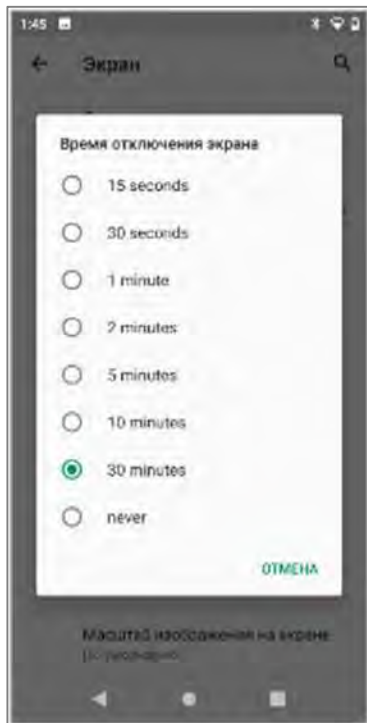 1:45
Экран
Время отключения экрана
15 seconds
30 seconds
1 minute
2 minutes
5 minutes
10 minutes
30 minutes
never
ОТМЕНА
Масштаб изображения на экране